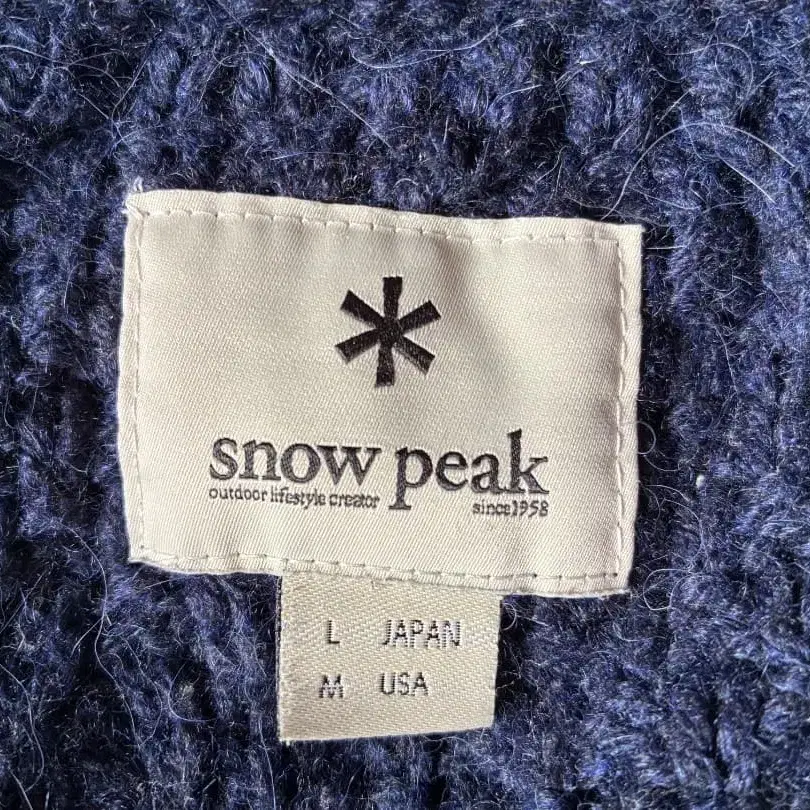 snow peak
outdoor lifestyle creator since1958
L JAPAN
M USA